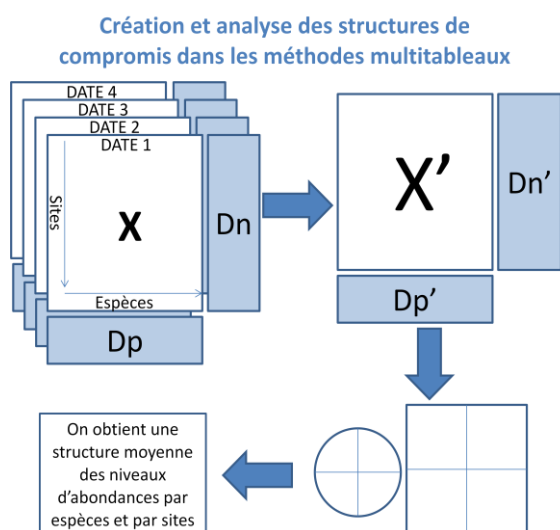 Création et analyse des structures de
compromis dans les méthodes multitableaux
DATE 4
DATE 3
DATE 2
DATE 1
Sites
X
Espèces
Dn
Dp
X’
Dn’
Dp’
On obtient une
structure moyenne
des niveaux
d’abondances par
espèces et par sites